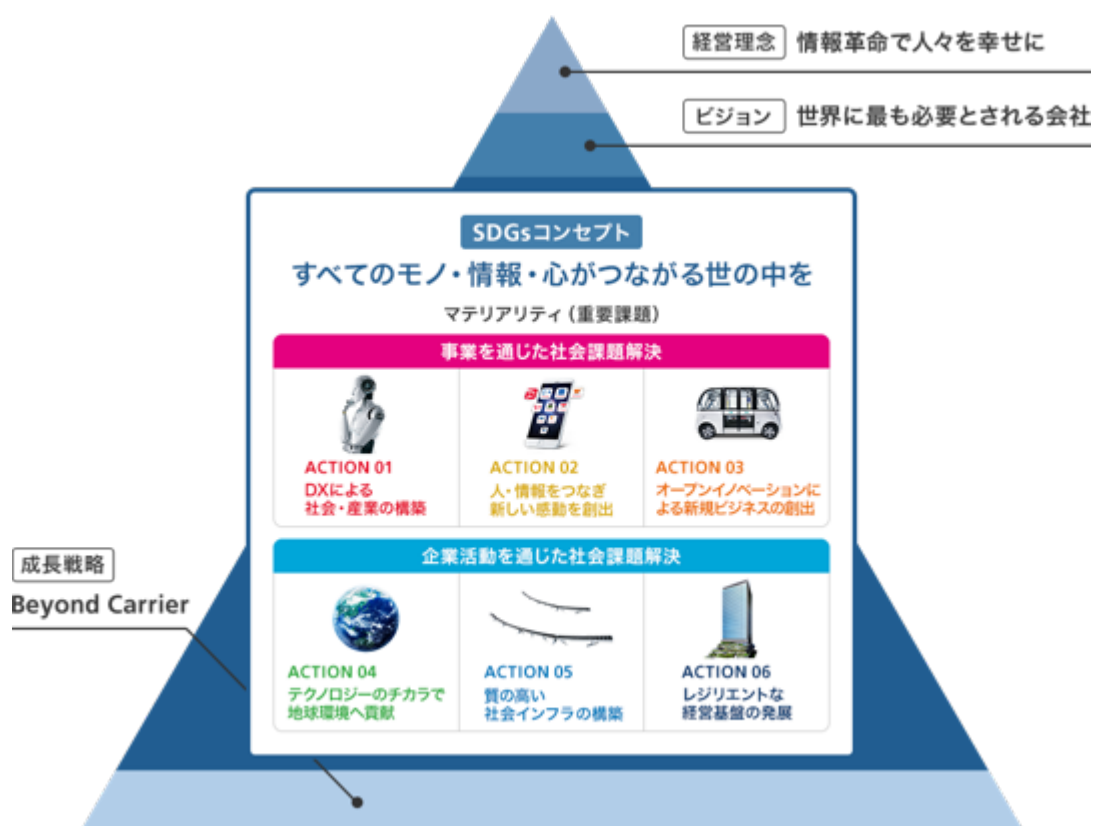 経営理念 情報革命で人々を幸せに
ビジョン 世界に最も必要とされる会社
SDGsコンセプト
すべてのモノ・情報・心がつながる世の中を
マテリアリティ（重要課題）
事業を通じた社会課題解決
ACTION 01
DXによる
社会・産業の構築
ACTION 02
人・情報をつなぎ
新しい感動を創出
ACTION 03
オープンイノベーションに
よる新規ビジネスの創出
企業活動を通じた社会課題解決
ACTION 04
テクノロジーのチカラで
地球環境へ貢献
ACTION 05
質の高い
社会インフラの構築
ACTION 06
レジリエントな
経営基盤の発展
成長戦略
Beyond Carrier